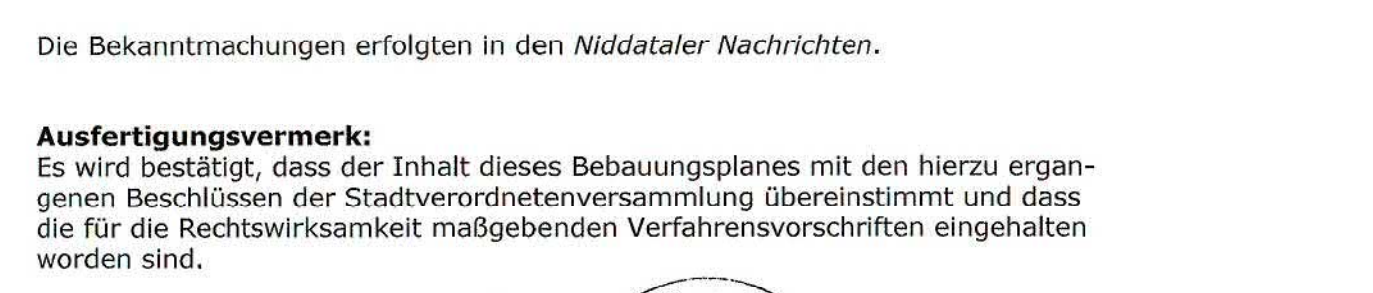 Die Bekanntmachungen erfolgten in den Niddataler Nachrichten.
Ausfertigungsvermerk:
Es wird bestätigt, dass der Inhalt dieses Bebauungsplanes mit den hierzu ergan-
genen Beschlüssen der Stadtverordnetenversammlung übereinstimmt und dass
die für die Rechtswirksamkeit maßgebenden Verfahrensvorschriften eingehalten
worden sind.